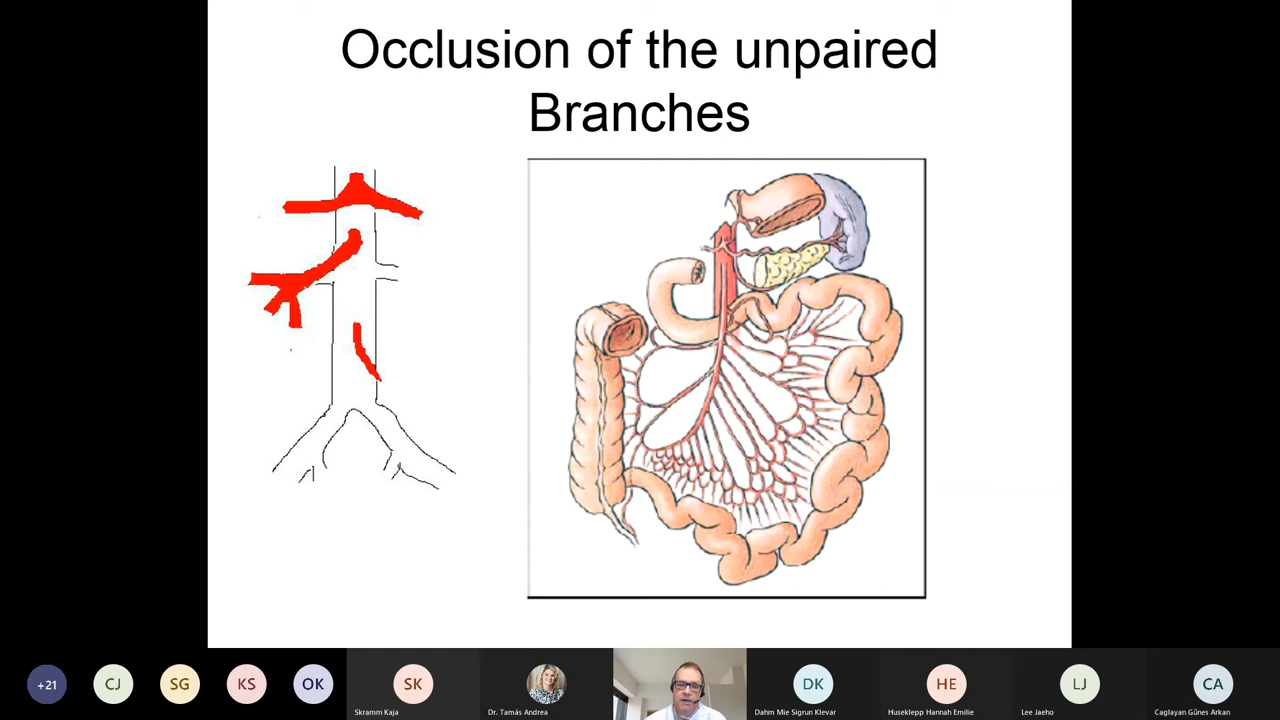 Occlusion of the unpaired
Branches
+21
CJ
SG
KS
OK
SK
DK
HE
LJ
CA
Skramm Kaja
Dr. Tamás Andrea
Dahm Mie Sigrun Klevar
Huseklepp Hannah Emilie
Lee Jaeho
Caglayan Günes Arkan